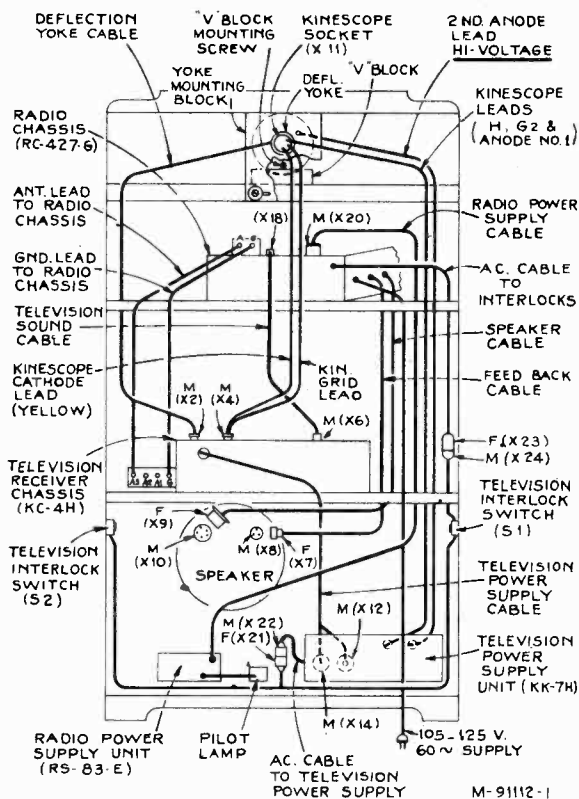 DEFLECTION
YOKE CABLE
"V" BLOCK
MOUNTING
SCREW
KINESCOPE
SOCKET
(X 11)
2 ND. ANODE
LEAD
HI-VOLTAGE
YOKE
MOUNTING
BLOCK
DEFL.
YOKE
"V" BLOCK
KINESCOPE
LEADS
(H, G2 &
ANODE NO.1)
RADIO
CHASSIS
(RC-427-6)
ANT. LEAD
TO RADIO
CHASSIS
A-G
(X18)
M (X20)
RADIO POWER
SUPPLY
CABLE
GND. LEAD
TO RADIO
CHASSIS
AC. CABLE
TO
INTERLOCKS
TELEVISION
SOUND
CABLE
SPEAKER
CABLE
KINESCOPE
CATHODE
LEAD
(YELLOW)
KIN.
GRID
LEAD
FEED BACK
CABLE
M
(X2)
M
(X4)
M(X6)
F(X23)
M(X24)
TELEVISION
RECEIVER
CHASSIS
(KC-4H)
A3 A2 A1 G
TELEVISION
INTERLOCK
SWITCH
(S1)
F
(X9)
M
(X10)
M
(X8)
F
(X7)
SPEAKER
TELEVISION
INTERLOCK
SWITCH
(S2)
TELEVISION
POWER
SUPPLY
CABLE
M(X22)
F(X21)
M(X12)
TELEVISION
POWER
SUPPLY
UNIT (KK-7H)
M(X14)
RADIO POWER
SUPPLY UNIT
(RS-83-E)
PILOT
LAMP
AC. CABLE
TO TELEVISION
POWER SUPPLY
105-125 V.
60~ SUPPLY
M-91112-1